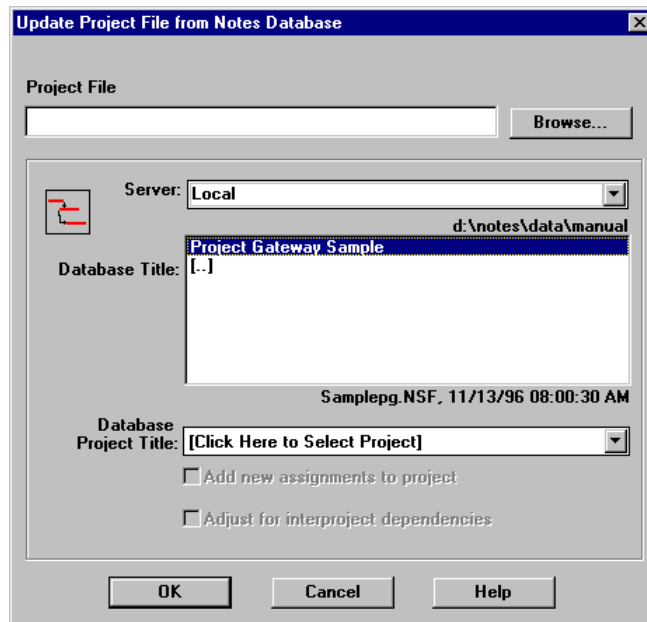 Update Project File from Notes Database
Project File
Browse...
Server: Local
d:\notes\data\manual
Project Gateway Sample
Database Title: [..]
Samplepg.NSF, 11/13/96 08:00:30 AM
Database
Project Title: [Click Here to Select Project]
Add new assignments to project
Adjust for interproject dependencies
OK Cancel Help